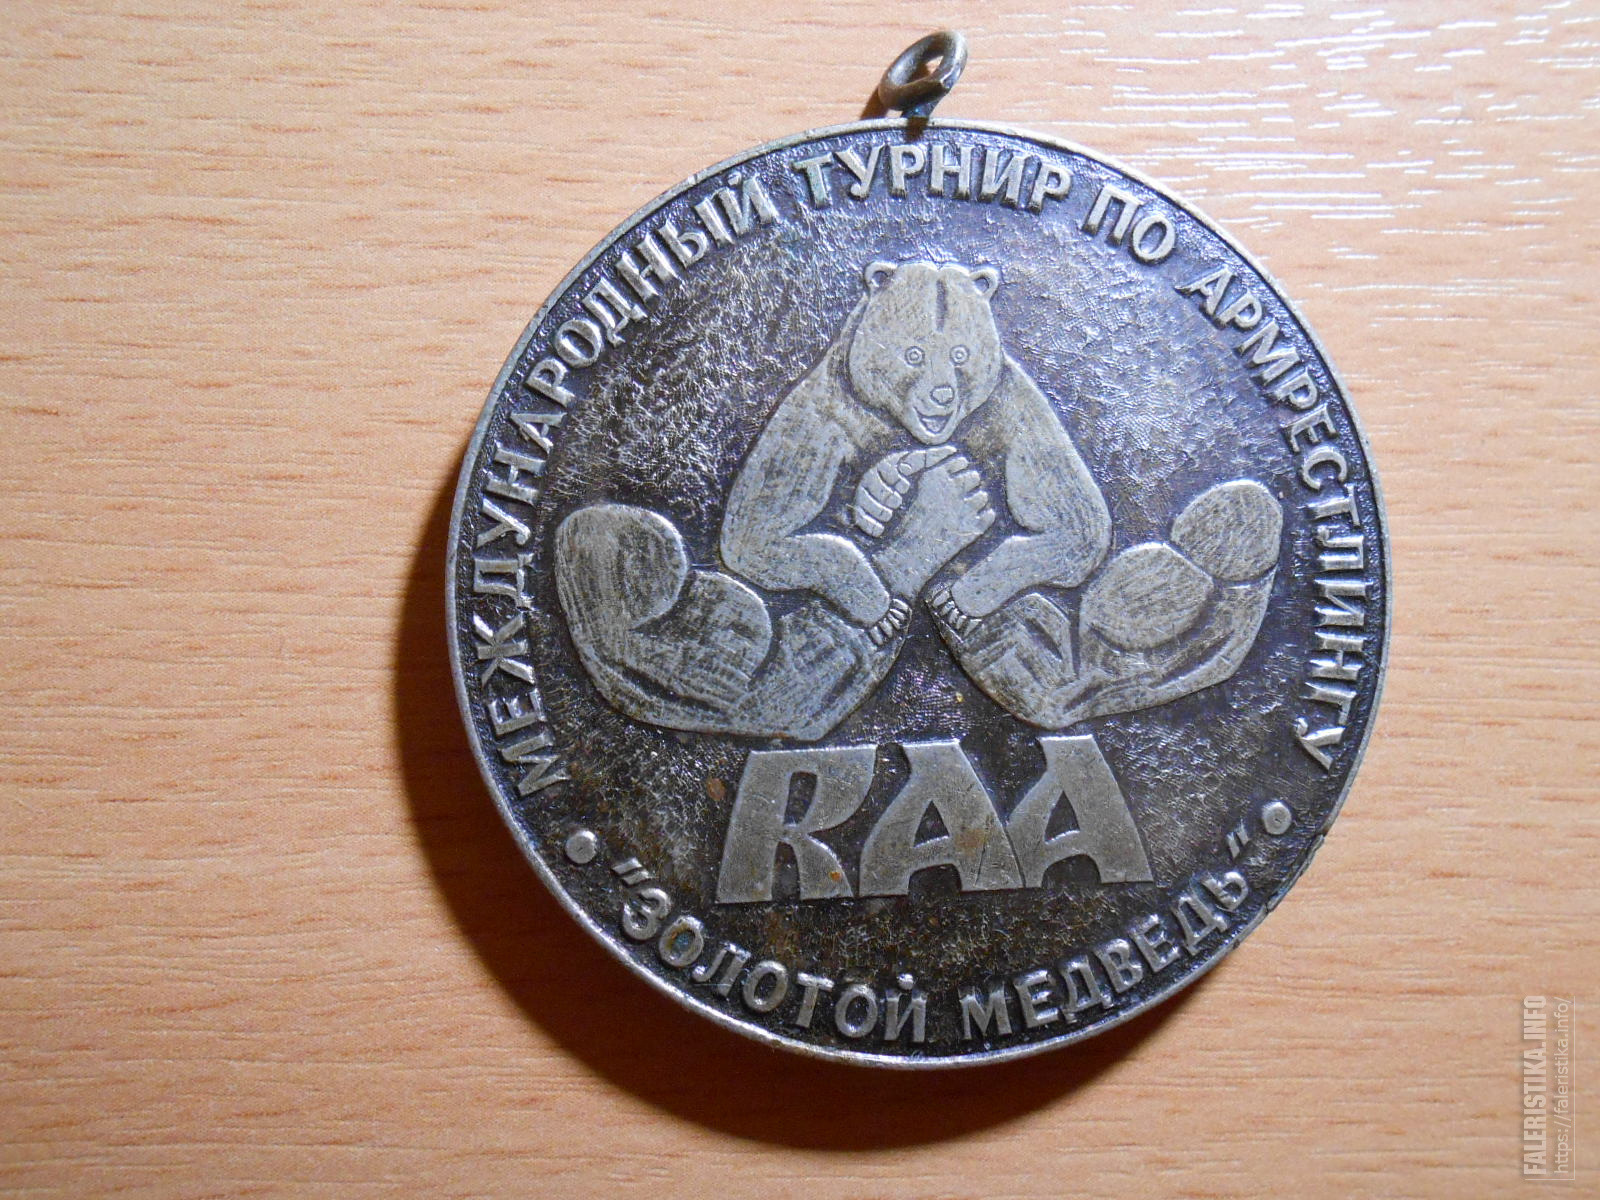 МЕЖДУНАРОДНЫЙ ТУРНИР ПО АРМРЕСТЛИНГУ
RAA
"ЗОЛОТОЙ МЕДВЕДЬ"
FALERISTIKA.INFO
https://faleristika.info/